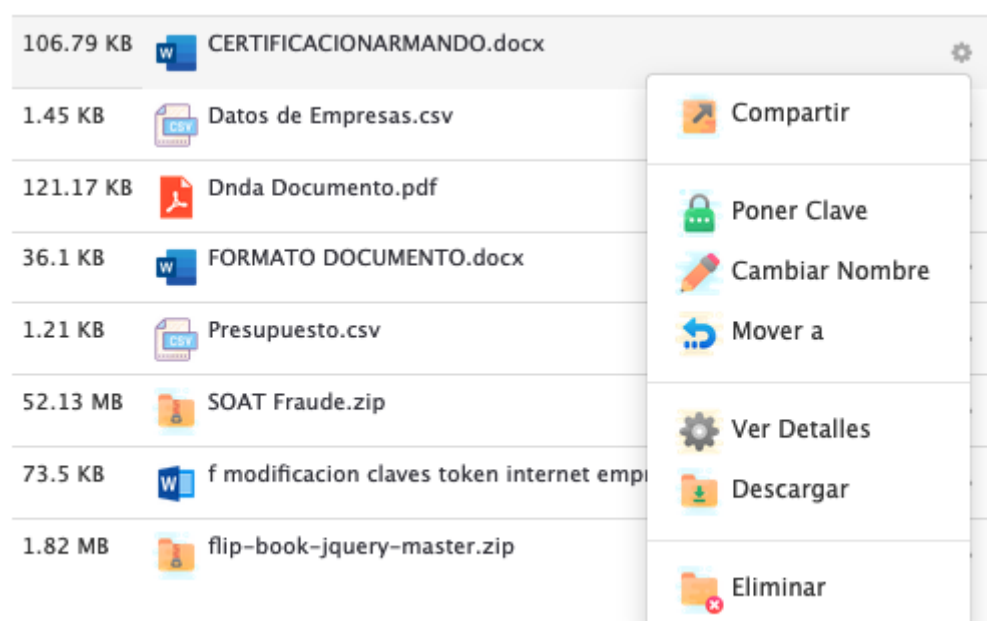 106.79 KB CERTIFICACIONARMANDO.docx
1.45 KB Datos de Empresas.csv
121.17 KB Dnda Documento.pdf
36.1 KB FORMATO DOCUMENTO.docx
1.21 KB Presupuesto.csv
52.13 MB SOAT Fraude.zip
73.5 KB f modificacion claves token internet
1.82 MB flip-book-jquery-master.zip
Compartir
Poner Clave
Cambiar Nombre
Mover a
Ver Detalles
Descargar
Eliminar